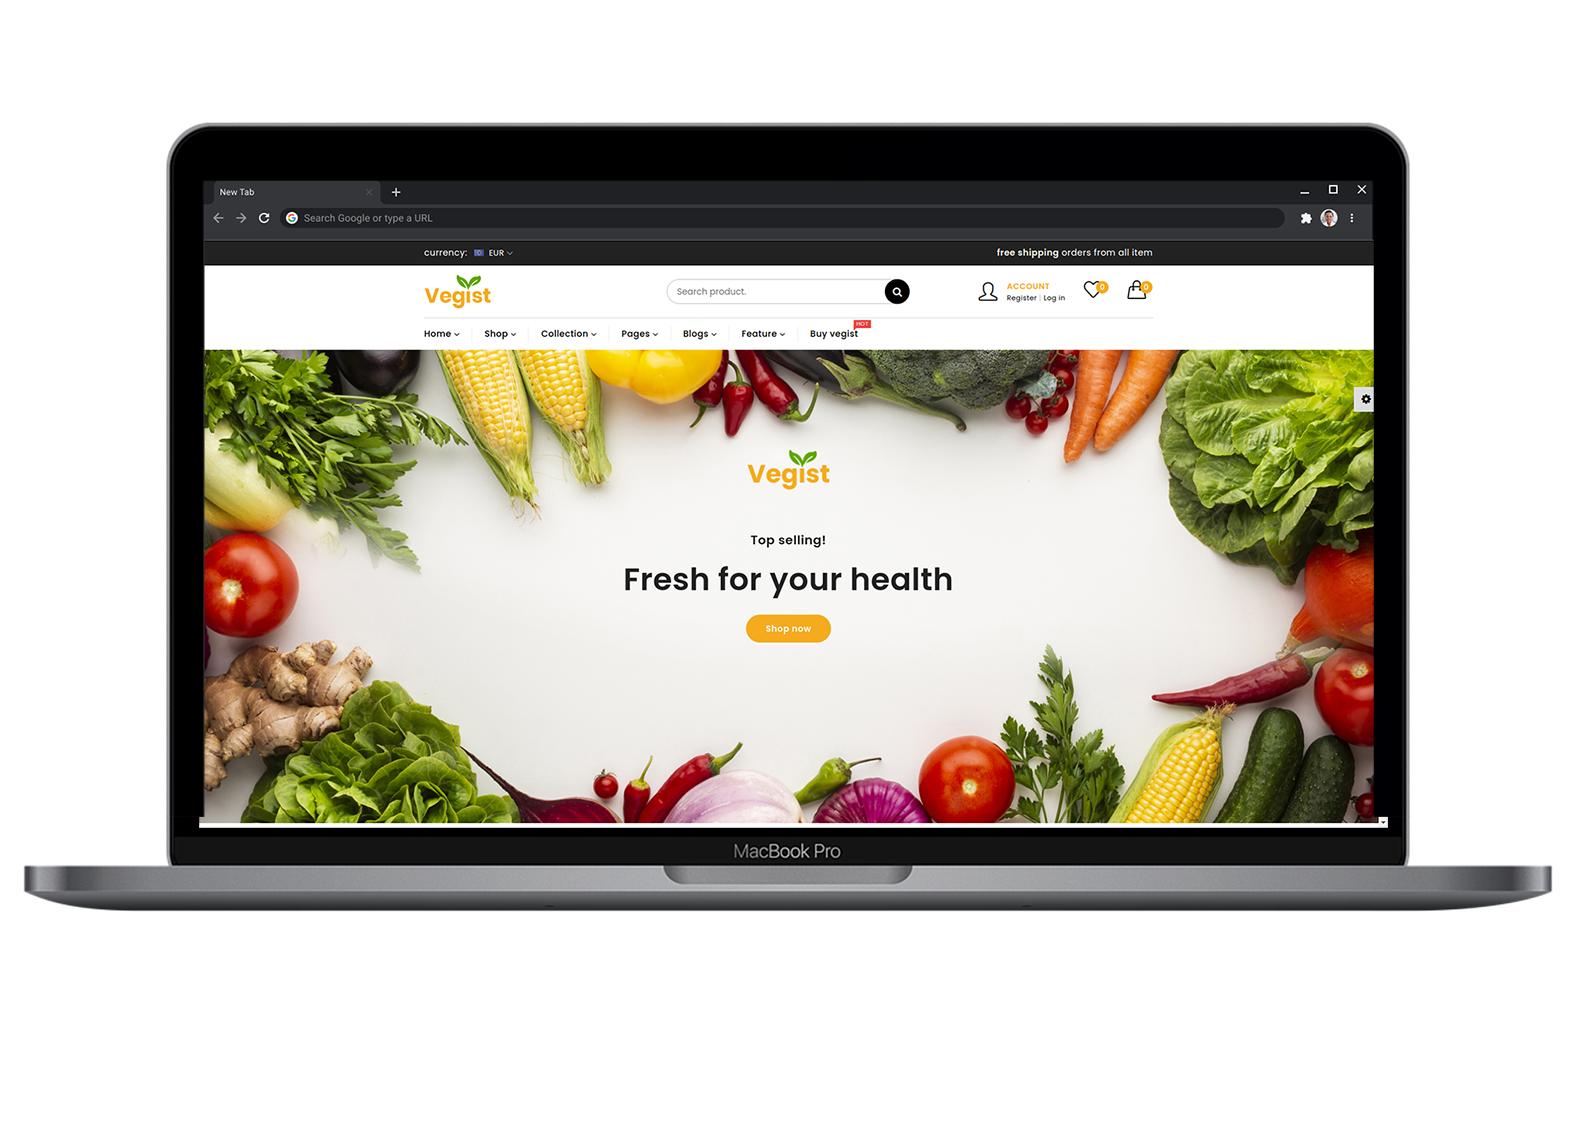 New Tab
Search Google or type a URL
currency: EUR
free shipping orders from all item
Vegist
Search product.
ACCOUNT
Register | Log in
0
0
HOT
Home
Shop
Collection
Pages
Blogs
Feature
Buy vegist
Vegist
Top selling!
Fresh for your health
Shop now
MacBook Pro